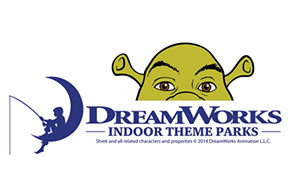 DREAMWORKS
INDOOR THEME PARKS
Shrek and all related characters and properties © 2014 DreamWorks Animation L.L.C.